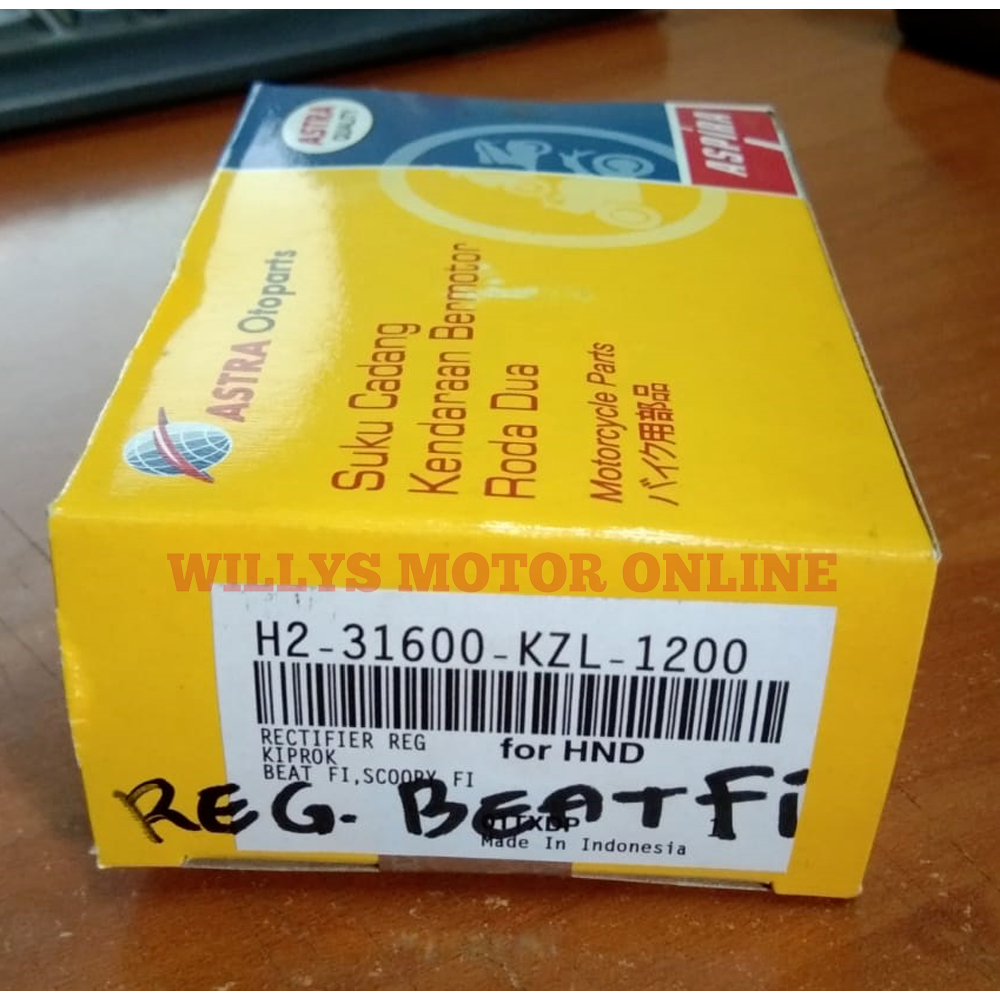 ASTRA
QUALITY
ASPIRA
ASTRA Otoparts
Suku Cadang
Kendaraan Bermotor
Roda Dua
Motorcycle Parts
バイク用部品
WILLYS MOTOR ONLINE
H2-31600-KZL-1200
RECTIFIER REG
for HND
KIPROK
BEAT FI,SCOOPY FI
REG. BEAT Fi
Made In Indonesia